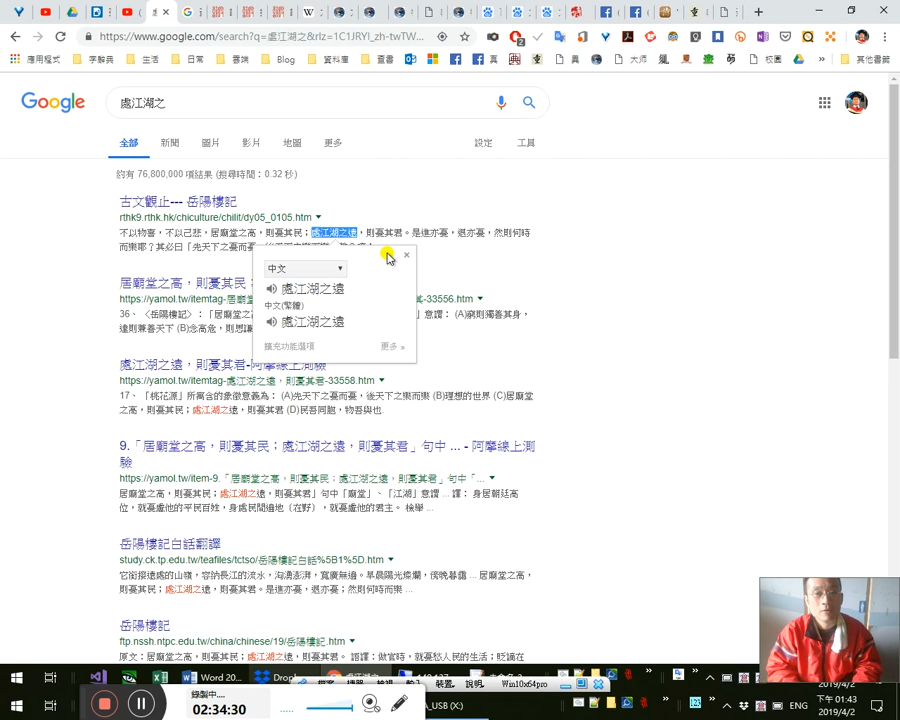 https://www.google.com/search?q=處江湖之&rlz=1C1JRYI_zh-twTW...
應用程式 字辭典 生活 日常 雲端 Blog 資料庫 查書 真 典 大師 校園 其他書籤
Google 處江湖之
全部 新聞 圖片 影片 地圖 更多 設定 工具
約有 76,800,000 項結果 (搜尋時間：0.32 秒)
古文觀止--- 岳陽樓記
rthk9.rthk.hk/chiculture/chilit/dy05_0105.htm
不以物喜，不以己悲，居廟堂之高，則憂其民；處江湖之遠，則憂其君。是進亦憂，退亦憂，然則何時
而樂耶？其必曰「先天下之憂而
中文
處江湖之遠
中文(繁體)
處江湖之遠
擴充功能選項 更多 »
居廟堂之高，則憂其民
https://yamol.tw/itemtag-居廟 -33556.htm
36、〈岳陽樓記〉：「居廟堂 意謂： (A)窮則獨善其身，
達則兼善天下 (B)念高危，則思
處江湖之遠，則憂其君-阿摩線上測驗
https://yamol.tw/itemtag-處江湖之遠，則憂其君-33558.htm
17、「桃花源」所寓含的象徵意義為： (A)先天下之憂而憂，後天下之樂而樂 (B)理想的世界 (C)居廟堂
之高，則憂其民；處江湖之遠，則憂其君 (D)民吾同胞，物吾與也.
9.「居廟堂之高，則憂其民；處江湖之遠，則憂其君」句中 ... - 阿摩線上測
驗
https://yamol.tw/item-9.「居廟堂之高，則憂其民；處江湖之遠，則憂其君」句中「...
居廟堂之高，則憂其民；處江湖之遠，則憂其君」句中「廟堂」、「江湖」意謂 ... 譯： 身居朝廷高
位，就憂慮他的平民百姓，身處民間邊地（在野），就憂慮他的君主。 檢舉 ...
岳陽樓記白話翻譯
study.ck.tp.edu.tw/teafiles/tctso/岳陽樓記白話%5B1%5D.htm
它銜接遠處的山嶺，容納長江的流水，洶湧澎湃，寬廣無邊。早晨陽光燦爛，傍晚暮靄 ... 居廟堂之高，
則憂其民；處江湖之遠，則憂其君。是進亦憂，退亦憂；然則何時而樂 ...
岳陽樓記
ftp.nssh.ntpc.edu.tw/china/chinese/19/岳陽樓記.htm
原文：居廟堂之高，則憂其民；處江湖之遠，則憂其君。 語譯：做官時，就憂愁人民的生活；貶謫在
Word 20...
Win10x64pro
錄製中....
02:34:30
_USB (X:)
ENG
下午 01:43
2019/4/2